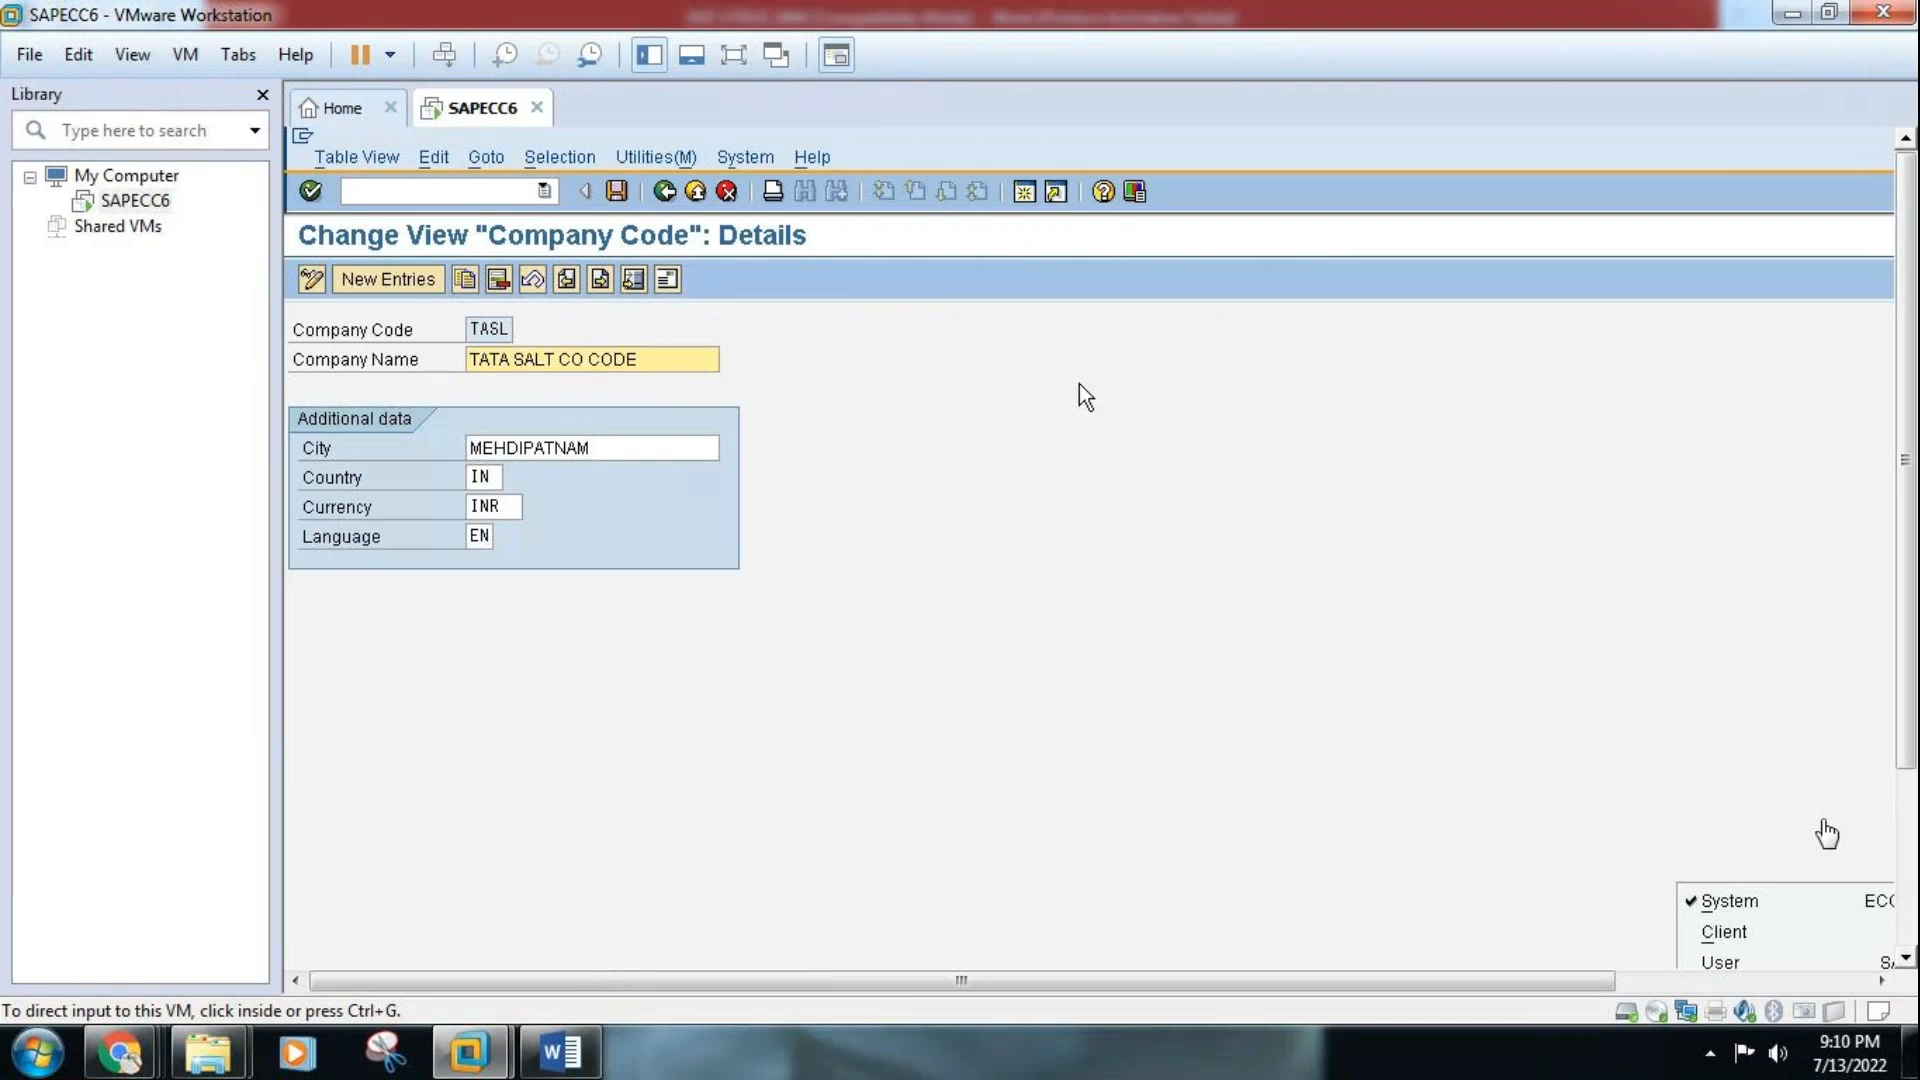 SAPECC6 - VMware Workstation
File Edit View VM Tabs Help
Library
Type here to search
My Computer
SAPECC6
Shared VMs
Home
SAPECC6
Table View Edit Goto Selection Utilities(M) System Help
Change View "Company Code": Details
New Entries
Company Code TASL
Company Name TATA SALT CO CODE
Additional data
City MEHDIPATNAM
Country IN
Currency INR
Language EN
System
Client
User
To direct input to this VM, click inside or press Ctrl+G.
9:10 PM
7/13/2022